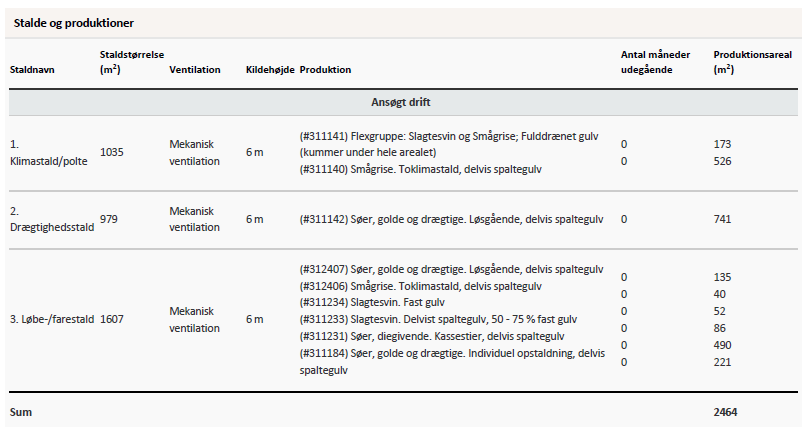 Stalde og produktioner
Staldnavn Staldstørrelse (m²) Ventilation Kildehøjde Produktion Antal måneder udegående Produktionsareal (m²)
Ansøgt drift
1. Klimastald/polte 1035 Mekanisk ventilation 6 m
(#311141) Flexgruppe: Slagtesvin og Smågrise; Fulddrænet gulv (kummer under hele arealet) 0 173
(#311140) Smågrise. Toklimastald, delvis spaltegulv 0 526
2. Drægtighedsstald 979 Mekanisk ventilation 6 m (#311142) Søer, golde og drægtige. Løsgående, delvis spaltegulv 0 741
3. Løbe-/farestald 1607 Mekanisk ventilation 6 m
(#312407) Søer, golde og drægtige. Løsgående, delvis spaltegulv 0 135
(#312406) Smågrise. Toklimastald, delvis spaltegulv 0 40
(#311234) Slagtesvin. Fast gulv 0 52
(#311233) Slagtesvin. Delvist spaltegulv, 50 - 75 % fast gulv 0 86
(#311231) Søer, diegivende. Kassestier, delvis spaltegulv 0 490
(#311184) Søer, golde og drægtige. Individuel opstaldning, delvis spaltegulv 0 221
Sum 2464